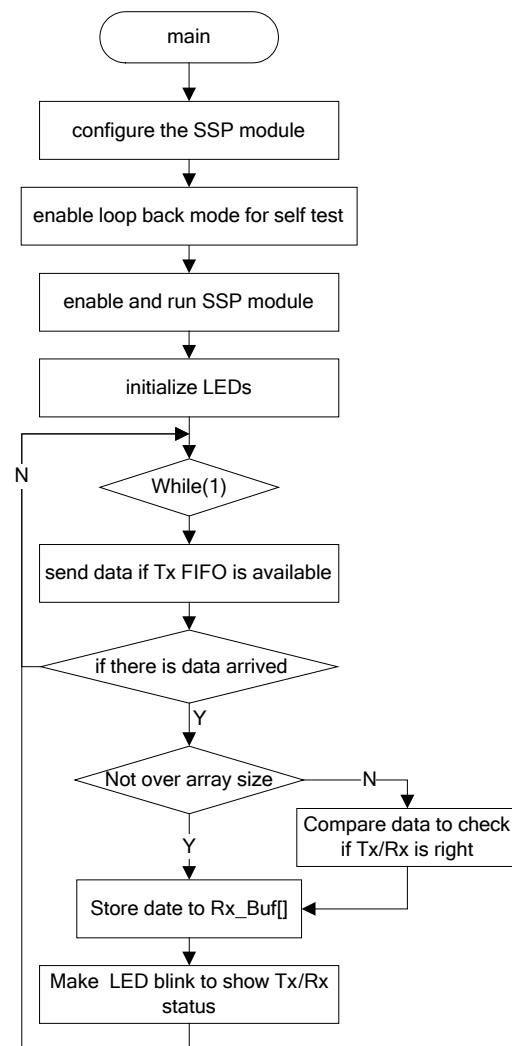 main
configure the SSP module
enable loop back mode for self test
enable and run SSP module
initialize LEDs
N
While(1)
send data if Tx FIFO is available
if there is data arrived
Y
Not over array size
N
Compare data to check
if Tx/Rx is right
Y
Store date to Rx_Buf[]
Make LED blink to show Tx/Rx
status